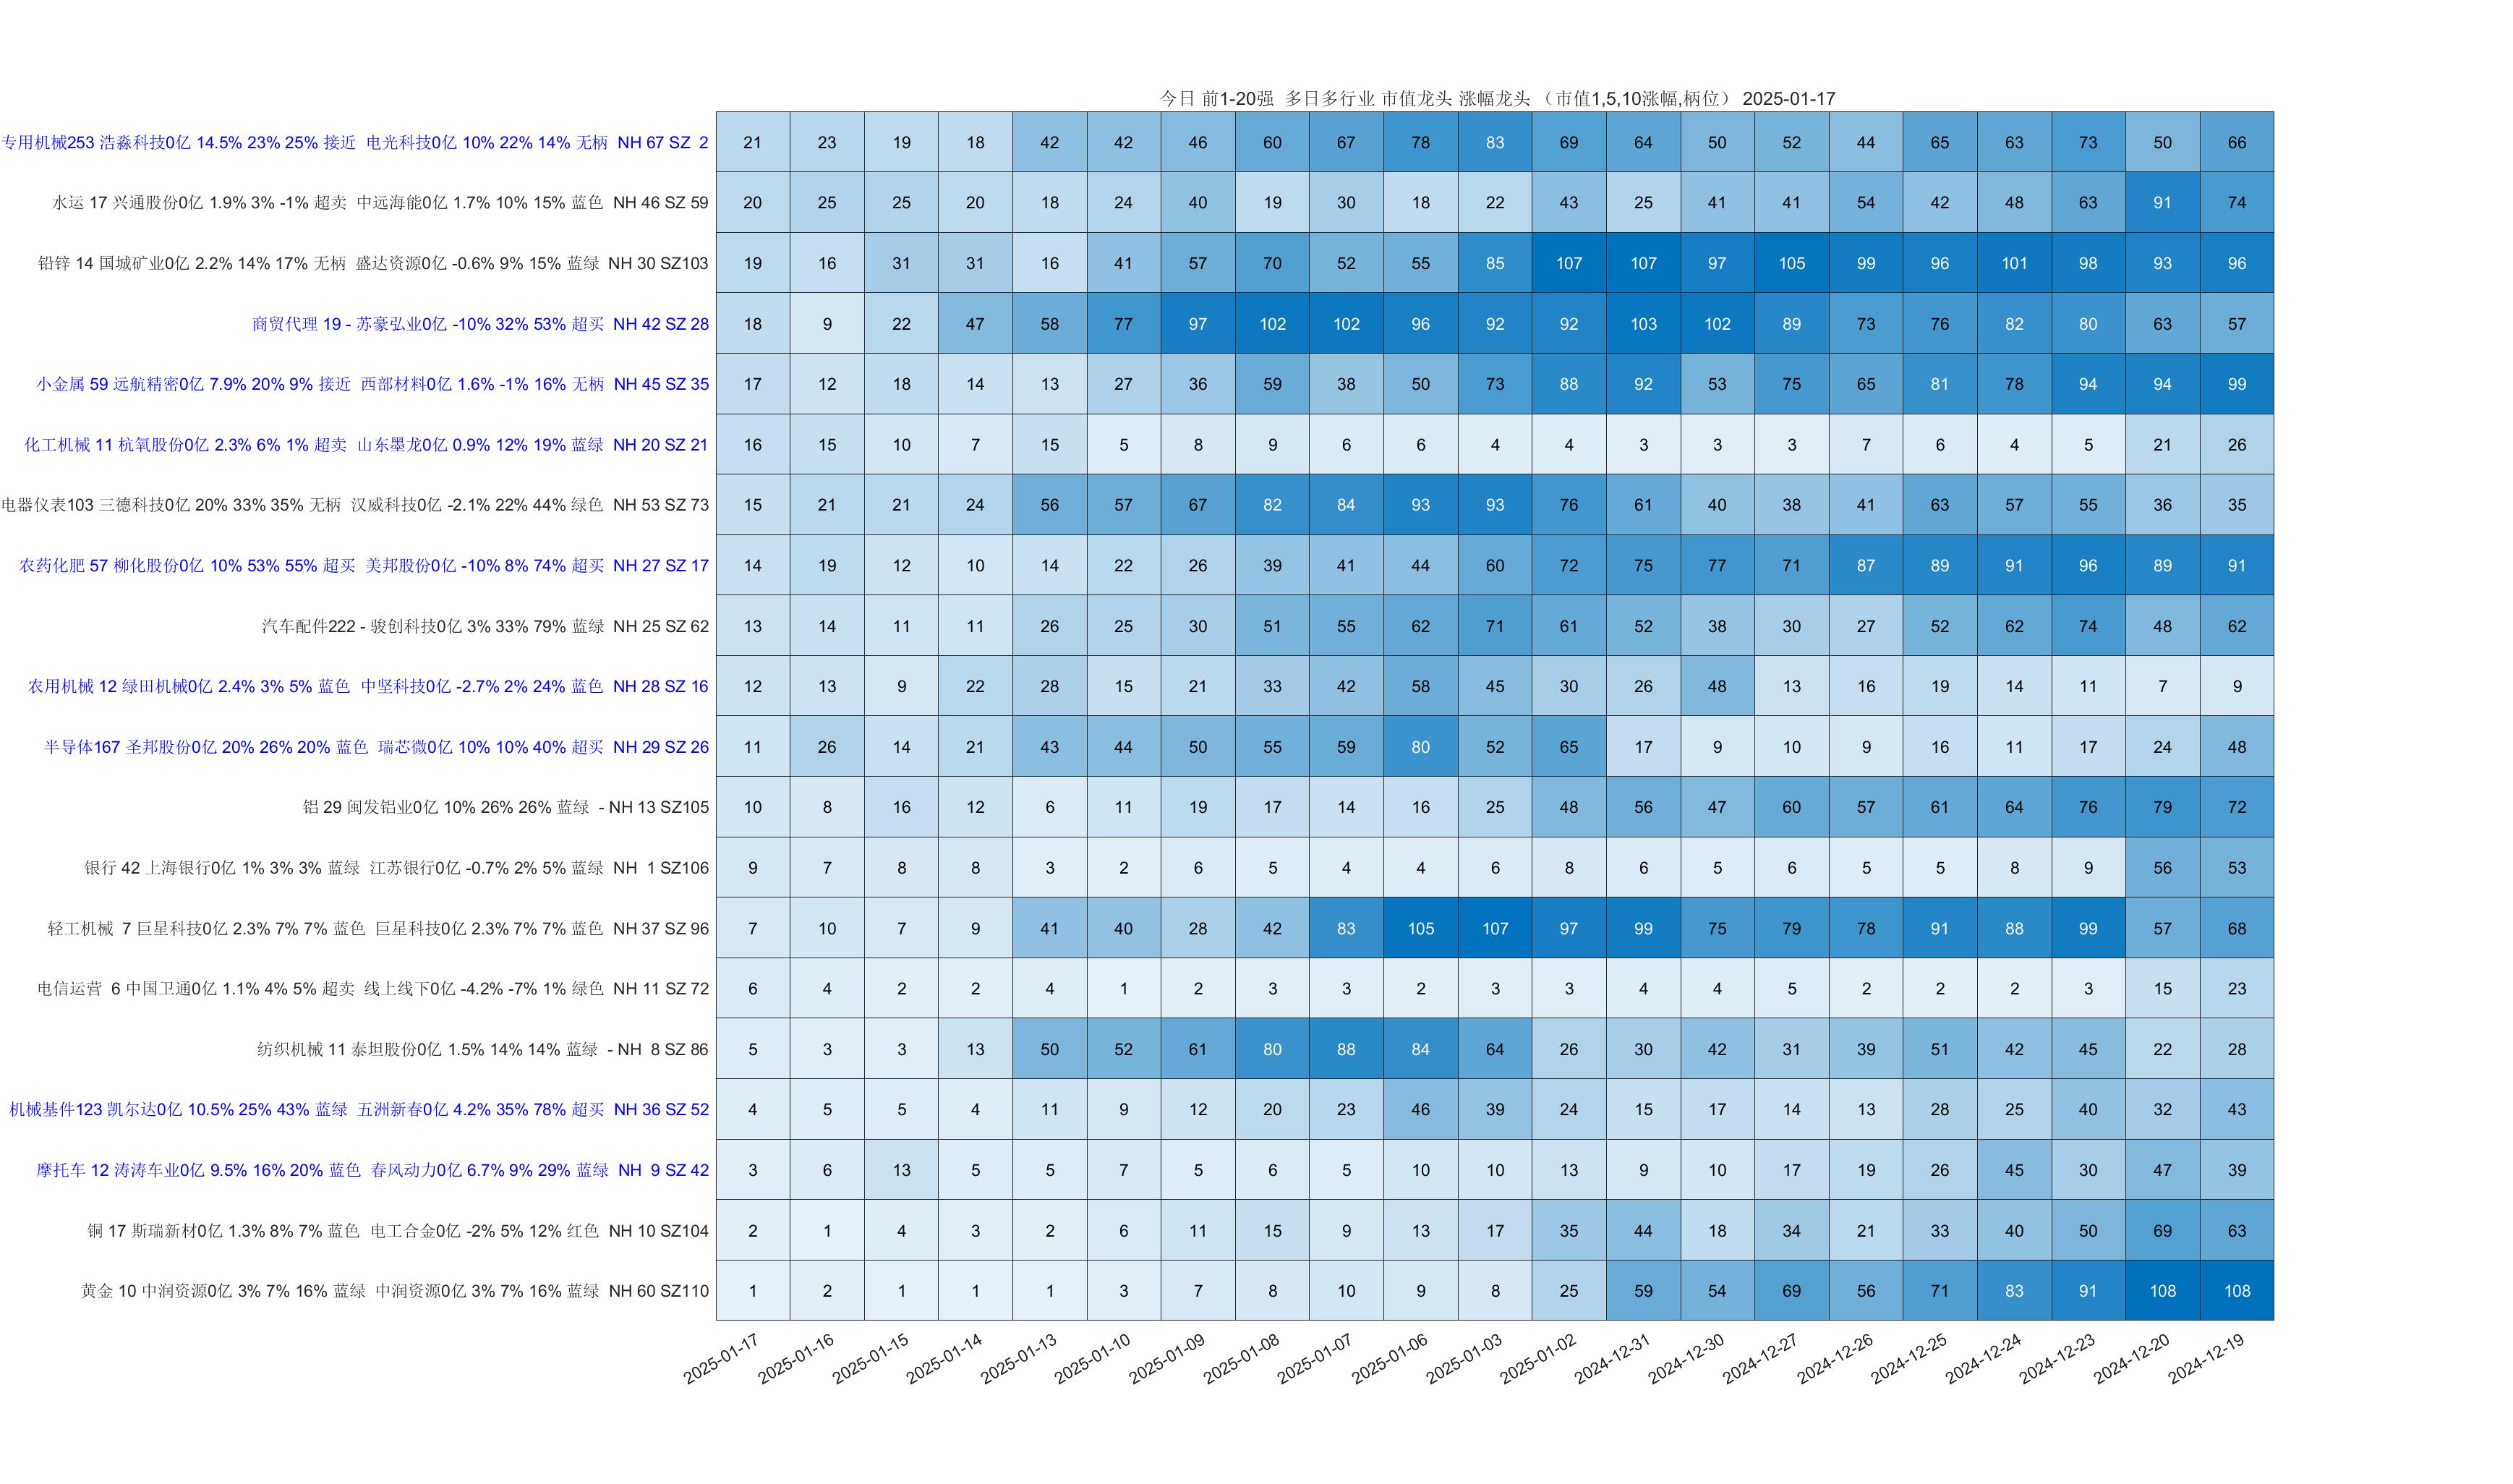 今日 前1-20强  多日多行业 市值龙头 涨幅龙头 （市值1,5,10涨幅,柄位） 2025-01-17
专用机械253 浩淼科技0亿 14.5% 23% 25% 接近  电光科技0亿 10% 22% 14% 无柄  NH 67 SZ  2 21 23 19 18 42 42 46 60 67 78 83 69 64 50 52 44 65 63 73 50 66
水运 17 兴通股份0亿 1.9% 3% -1% 超卖  中远海能0亿 1.7% 10% 15% 蓝色  NH 46 SZ 59 20 25 25 20 18 24 40 19 30 18 22 43 25 41 41 54 42 48 63 91 74
铅锌 14 国城矿业0亿 2.2% 14% 17% 无柄  盛达资源0亿 -0.6% 9% 15% 蓝绿  NH 30 SZ103 19 16 31 31 16 41 57 70 52 55 85 107 107 97 105 99 96 101 98 93 96
商贸代理 19 - 苏豪弘业0亿 -10% 32% 53% 超买  NH 42 SZ 28 18 9 22 47 58 77 97 102 102 96 92 92 103 102 89 73 76 82 80 63 57
小金属 59 远航精密0亿 7.9% 20% 9% 接近  西部材料0亿 1.6% -1% 16% 无柄  NH 45 SZ 35 17 12 18 14 13 27 36 59 38 50 73 88 92 53 75 65 81 78 94 94 99
化工机械 11 杭氧股份0亿 2.3% 6% 1% 超卖  山东墨龙0亿 0.9% 12% 19% 蓝绿  NH 20 SZ 21 16 15 10 7 15 5 8 9 6 6 4 4 3 3 3 7 6 4 5 21 26
电器仪表103 三德科技0亿 20% 33% 35% 无柄  汉威科技0亿 -2.1% 22% 44% 绿色  NH 53 SZ 73 15 21 21 24 56 57 67 82 84 93 93 76 61 40 38 41 63 57 55 36 35
农药化肥 57 柳化股份0亿 10% 53% 55% 超买  美邦股份0亿 -10% 8% 74% 超买  NH 27 SZ 17 14 19 12 10 14 22 26 39 41 44 60 72 75 77 71 87 89 91 96 89 91
汽车配件222 - 骏创科技0亿 3% 33% 79% 蓝绿  NH 25 SZ 62 13 14 11 11 26 25 30 51 55 62 71 61 52 38 30 27 52 62 74 48 62
农用机械 12 绿田机械0亿 2.4% 3% 5% 蓝色  中坚科技0亿 -2.7% 2% 24% 蓝色  NH 28 SZ 16 12 13 9 22 28 15 21 33 42 58 45 30 26 48 13 16 19 14 11 7 9
半导体167 圣邦股份0亿 20% 26% 20% 蓝色  瑞芯微0亿 10% 10% 40% 超买  NH 29 SZ 26 11 26 14 21 43 44 50 55 59 80 52 65 17 9 10 9 16 11 17 24 48
铝 29 闽发铝业0亿 10% 26% 26% 蓝绿  - NH 13 SZ105 10 8 16 12 6 11 19 17 14 16 25 48 56 47 60 57 61 64 76 79 72
银行 42 上海银行0亿 1% 3% 3% 蓝绿  江苏银行0亿 -0.7% 2% 5% 蓝绿  NH  1 SZ106 9 7 8 8 3 2 6 5 4 4 6 8 6 5 6 5 5 8 9 56 53
轻工机械  7 巨星科技0亿 2.3% 7% 7% 蓝色  巨星科技0亿 2.3% 7% 7% 蓝色  NH 37 SZ 96 7 10 7 9 41 40 28 42 83 105 107 97 99 75 79 78 91 88 99 57 68
电信运营  6 中国卫通0亿 1.1% 4% 5% 超卖  线上线下0亿 -4.2% -7% 1% 绿色  NH 11 SZ 72 6 4 2 2 4 1 2 3 3 2 3 3 4 4 5 2 2 2 3 15 23
纺织机械 11 泰坦股份0亿 1.5% 14% 14% 蓝绿  - NH  8 SZ 86 5 3 3 13 50 52 61 80 88 84 64 26 30 42 31 39 51 42 45 22 28
机械基件123 凯尔达0亿 10.5% 25% 43% 蓝绿  五洲新春0亿 4.2% 35% 78% 超买  NH 36 SZ 52 4 5 5 4 11 9 12 20 23 46 39 24 15 17 14 13 28 25 40 32 43
摩托车 12 涛涛车业0亿 9.5% 16% 20% 蓝色  春风动力0亿 6.7% 9% 29% 蓝绿  NH  9 SZ 42 3 6 13 5 5 7 5 6 5 10 10 13 9 10 17 19 26 45 30 47 39
铜 17 斯瑞新材0亿 1.3% 8% 7% 蓝色  电工合金0亿 -2% 5% 12% 红色  NH 10 SZ104 2 1 4 3 2 6 11 15 9 13 17 35 44 18 34 21 33 40 50 69 63
黄金 10 中润资源0亿 3% 7% 16% 蓝绿  中润资源0亿 3% 7% 16% 蓝绿  NH 60 SZ110 1 2 1 1 1 3 7 8 10 9 8 25 59 54 69 56 71 83 91 108 108
2025-01-17 2025-01-16 2025-01-15 2025-01-14 2025-01-13 2025-01-10 2025-01-09 2025-01-08 2025-01-07 2025-01-06 2025-01-03 2025-01-02 2024-12-31 2024-12-30 2024-12-27 2024-12-26 2024-12-25 2024-12-24 2024-12-23 2024-12-20 2024-12-19